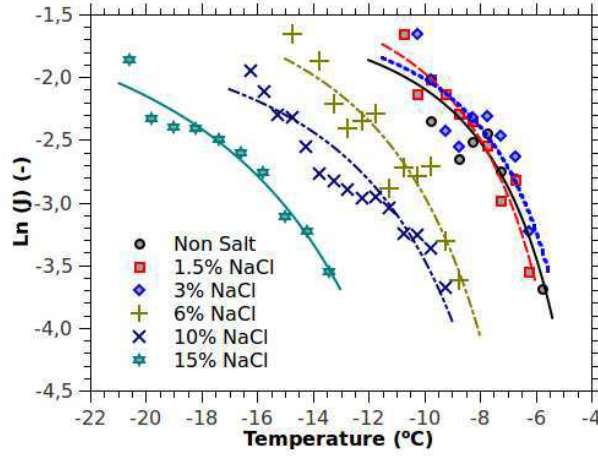 -1,5
-2,0
-2,5
-3,0
-3,5
-4,0
-4,5
Ln (J) (-)
Non Salt
1.5% NaCl
3% NaCl
6% NaCl
10% NaCl
15% NaCl
-22 -20 -18 -16 -14 -12 -10 -8 -6 -4
Temperature (ºC)